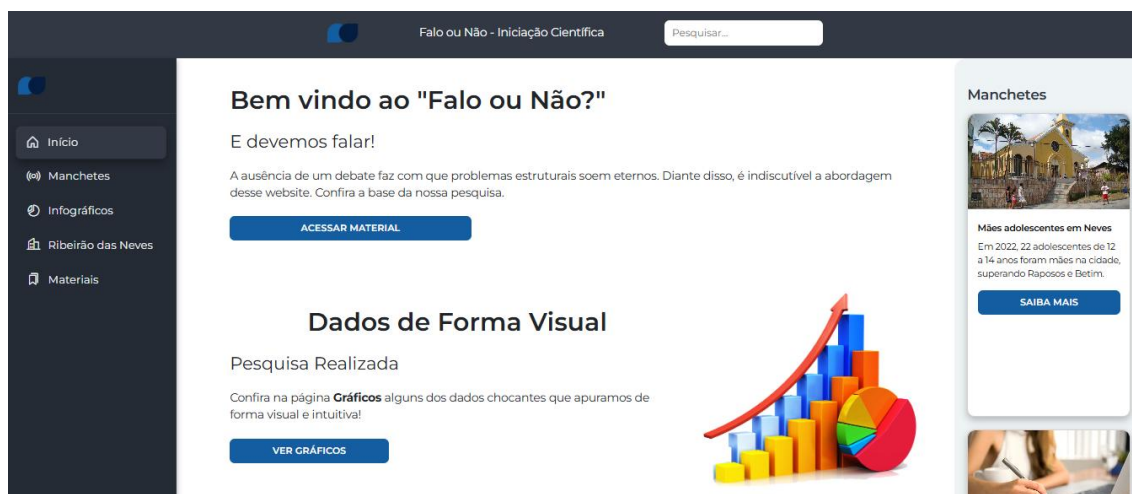 Falo ou Não - Iniciação Científica
Pesquisar...
Início
Manchetes
Infográficos
Ribeirão das Neves
Materiais
Bem vindo ao "Falo ou Não?"
E devemos falar!
A ausência de um debate faz com que problemas estruturais soem eternos. Diante disso, é indiscutível a abordagem
desse website. Confira a base da nossa pesquisa.
ACESSAR MATERIAL
Dados de Forma Visual
Pesquisa Realizada
Confira na página Gráficos alguns dos dados chocantes que apuramos de
forma visual e intuitiva!
VER GRÁFICOS
Manchetes
Mães adolescentes em Neves
Em 2022, 22 adolescentes de 12
a 14 anos foram mães na cidade,
superando Raposos e Betim.
SAIBA MAIS